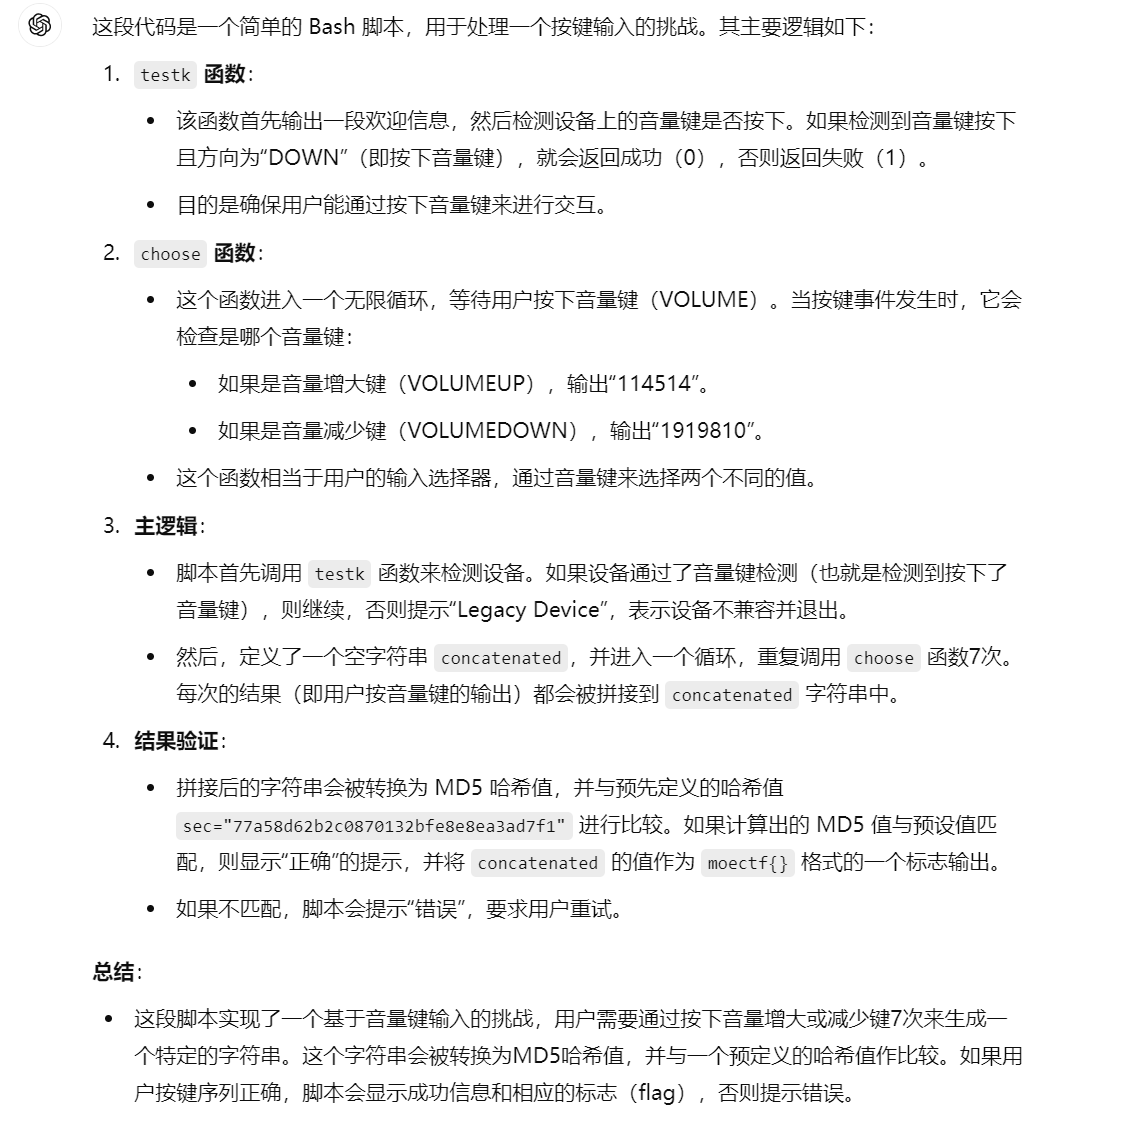 这段代码是一个简单的 Bash 脚本，用于处理一个按键输入的挑战。其主要逻辑如下：
1. testk 函数：
• 该函数首先输出一段欢迎信息，然后检测设备上的音量键是否按下。如果检测到音量键按下
且方向为“DOWN”（即按下音量键），就会返回成功（0），否则返回失败（1）。
• 目的是确保用户能通过按下音量键来进行交互。
2. choose 函数：
• 这个函数进入一个无限循环，等待用户按下音量键（VOLUME）。当按键事件发生时，它会
检查是哪个音量键：
• 如果是音量增大键（VOLUMEUP），输出“114514”。
• 如果是音量减少键（VOLUMEDOWN），输出“1919810”。
• 这个函数相当于用户的输入选择器，通过音量键来选择两个不同的值。
3. 主逻辑：
• 脚本首先调用 testk 函数来检测设备。如果设备通过了音量键检测（也就是检测到按下了
音量键），则继续，否则提示“Legacy Device”，表示设备不兼容并退出。
• 然后，定义了一个空字符串 concatenated，并进入一个循环，重复调用 choose 函数7次。
每次的结果（即用户按音量键的输出）都会被拼接到 concatenated 字符串中。
4. 结果验证：
• 拼接后的字符串会被转换为 MD5 哈希值，并与预先定义的哈希值
sec="77a58d62b2c0870132bfe8e8ea3ad7f1" 进行比较。如果计算出的 MD5 值与预设值匹
配，则显示“正确”的提示，并将 concatenated 的值作为 moectf{} 格式的一个标志输出。
• 如果不匹配，脚本会提示“错误”，要求用户重试。
总结：
• 这段脚本实现了一个基于音量键输入的挑战，用户需要通过按下音量增大或减少键7次来生成一
个特定的字符串。这个字符串会被转换为MD5哈希值，并与一个预定义的哈希值作比较。如果用
户按键序列正确，脚本会显示成功信息和相应的标志（flag），否则提示错误。